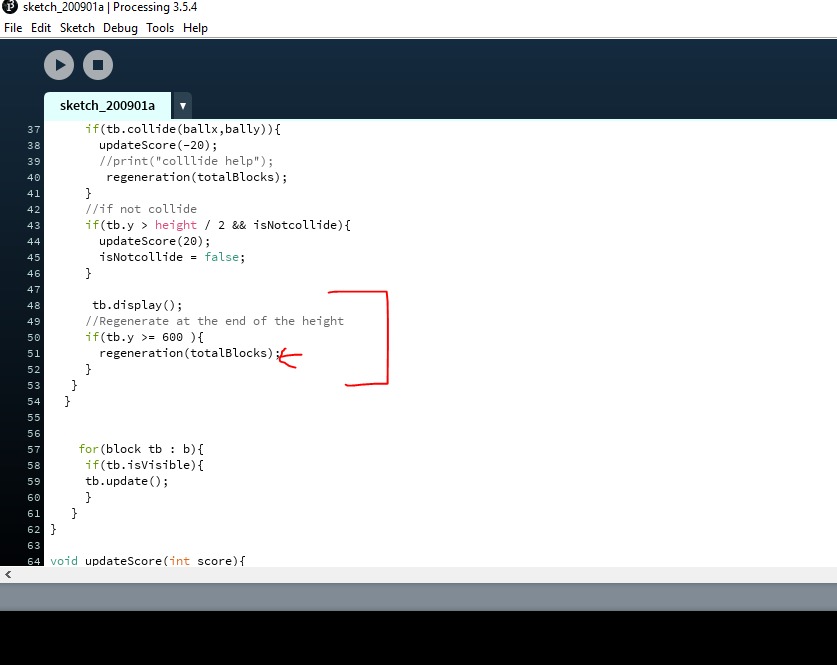 sketch_200901a | Processing 3.5.4
File Edit Sketch Debug Tools Help
sketch_200901a ▼
37 if(tb.collide(ballx,bally)){
38 updateScore(-20);
39 //print("colllide help");
40 regeneration(totalBlocks);
41 }
42 //if not collide
43 if(tb.y > height / 2 && isNotcollide){
44 updateScore(20);
45 isNotcollide = false;
46 }
47
48 tb.display();
49 //Regenerate at the end of the height
50 if(tb.y >= 600 ){
51 regeneration(totalBlocks);
52 }
53 }
54 }
55
56
57 for(block tb : b){
58 if(tb.isVisible){
59 tb.update();
60 }
61 }
62 }
63
64 void updateScore(int score){